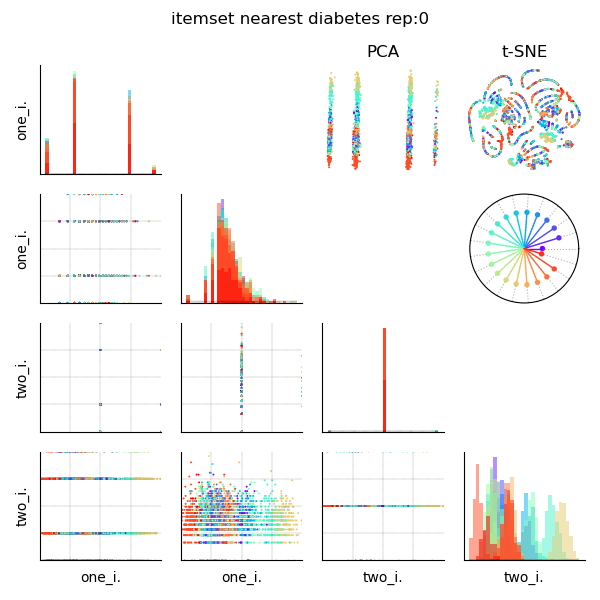 itemset nearest diabetes rep:0
PCA
t-SNE
one_i.
one_i.
two_i.
two_i.
one_i.
one_i.
two_i.
two_i.